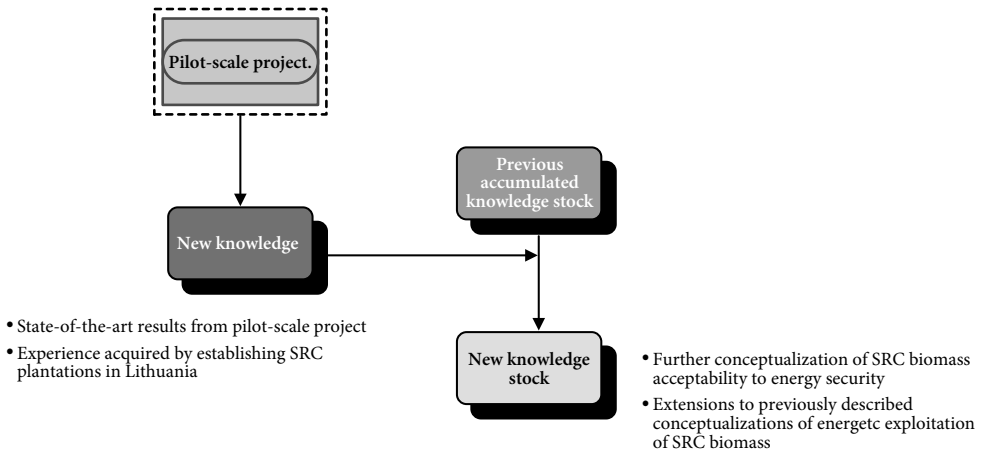 Pilot-scale project.
Previous
accumulated
knowledge stock
New knowledge
• State-of-the-art results from pilot-scale project
• Experience acquired by establishing SRC
plantations in Lithuania
New knowledge
stock
• Further conceptualization of SRC biomass
acceptability to energy security
• Extensions to previously described
conceptualizations of energetc exploitation
of SRC biomass